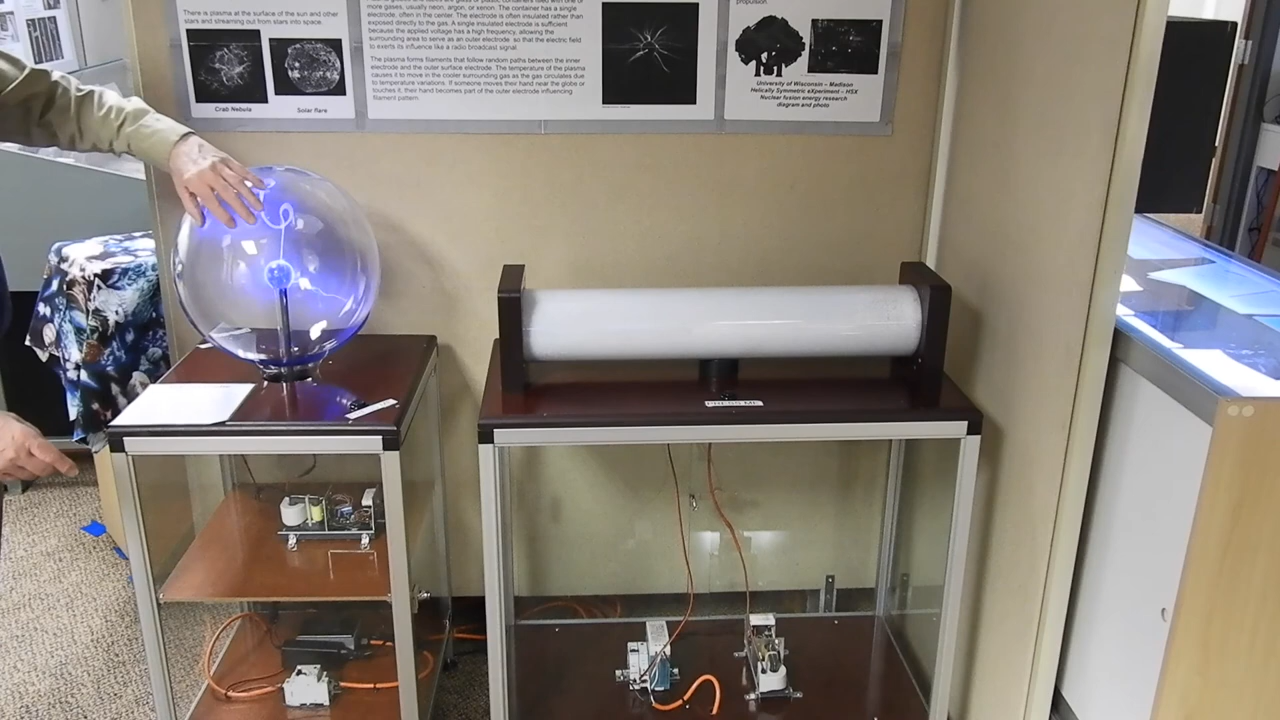 There is plasma at the surface of the sun and other
stars and streaming out from stars into space.
Crab Nebula
Solar flare
more gases, usually neon, argon, or xenon. The container has a single
electrode, often in the center. The electrode is often insulated rather than
exposed directly to the gas. A single insulated electrode is sufficient
because the applied voltage has a high frequency, allowing the
surrounding area to serve as an outer electrode so that the electric field
to exerts its influence like a radio broadcast signal.
The plasma forms filaments that follow random paths between the inner
electrode and the outer surface electrode. The temperature of the plasma
causes it to move in the cooler surrounding gas as the gas circulates due
to temperature variations. If someone moves their hand near the globe or
touches it, their hand becomes part of the outer electrode influencing
filament pattern.
propulsion.
University of Wisconsin – Madison
Helically Symmetric eXperiment – HSX
Nuclear fusion energy research
diagram and photo
PRESS ME